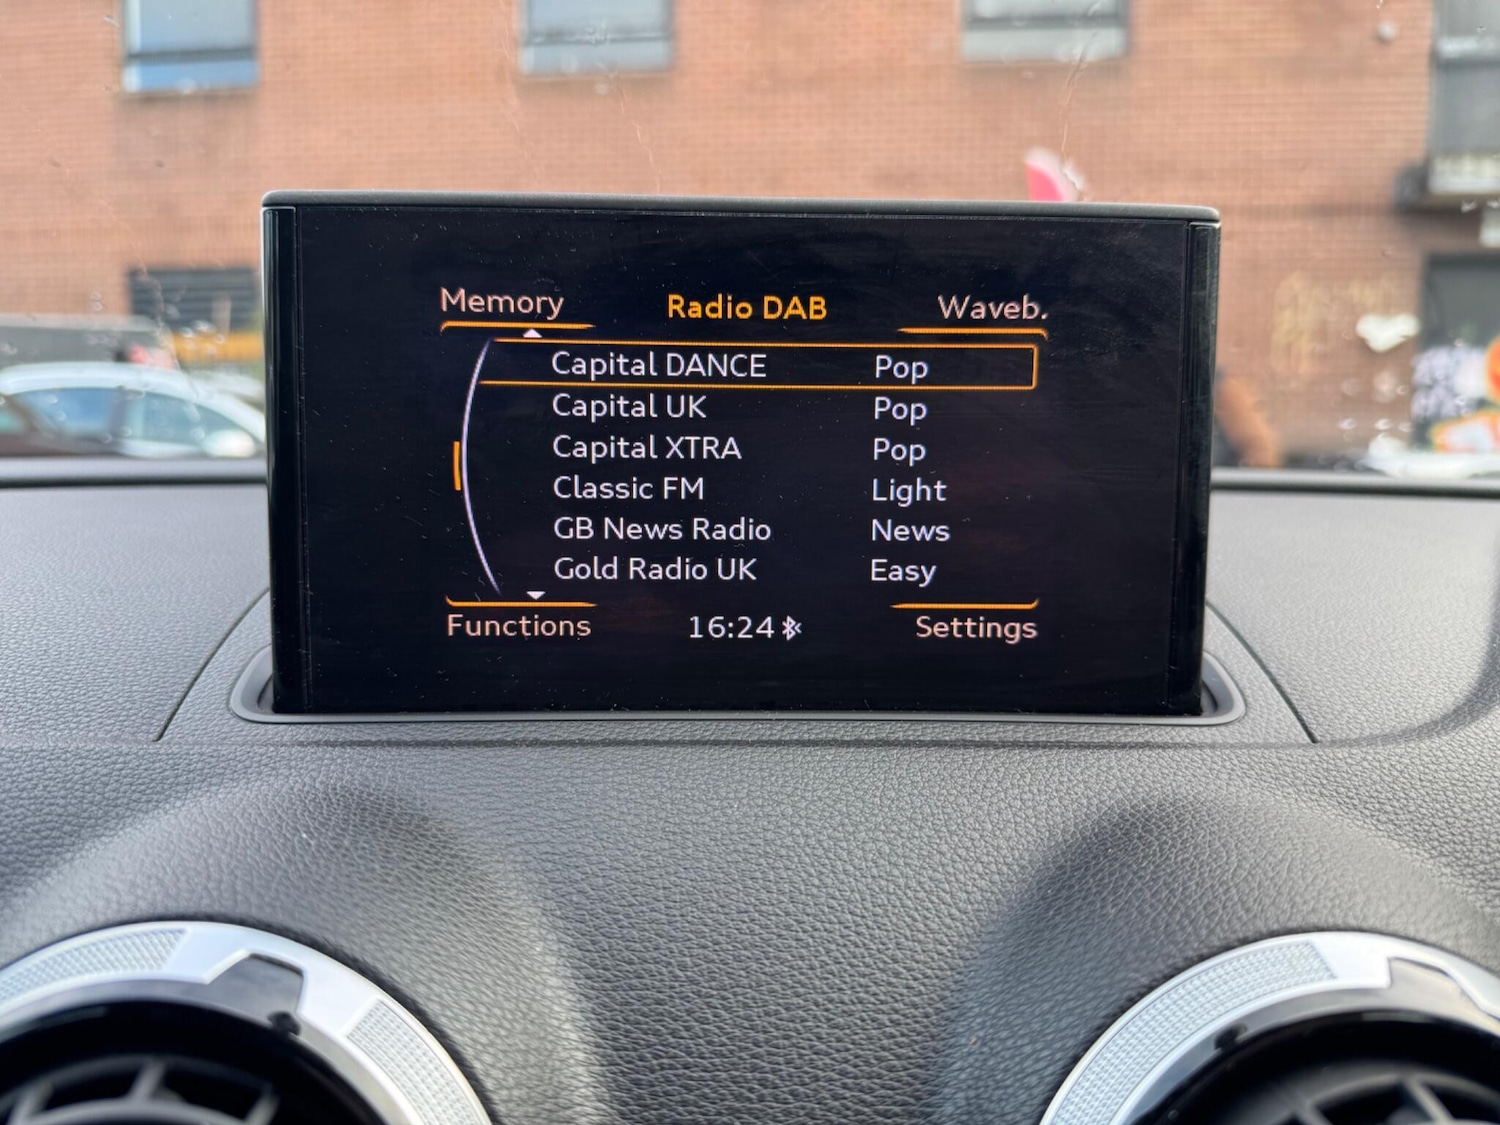 Memory Radio DAB Waveb.
Capital DANCE Pop
Capital UK Pop
Capital XTRA Pop
Classic FM Light
GB News Radio News
Gold Radio UK Easy
Functions 16:24 Settings